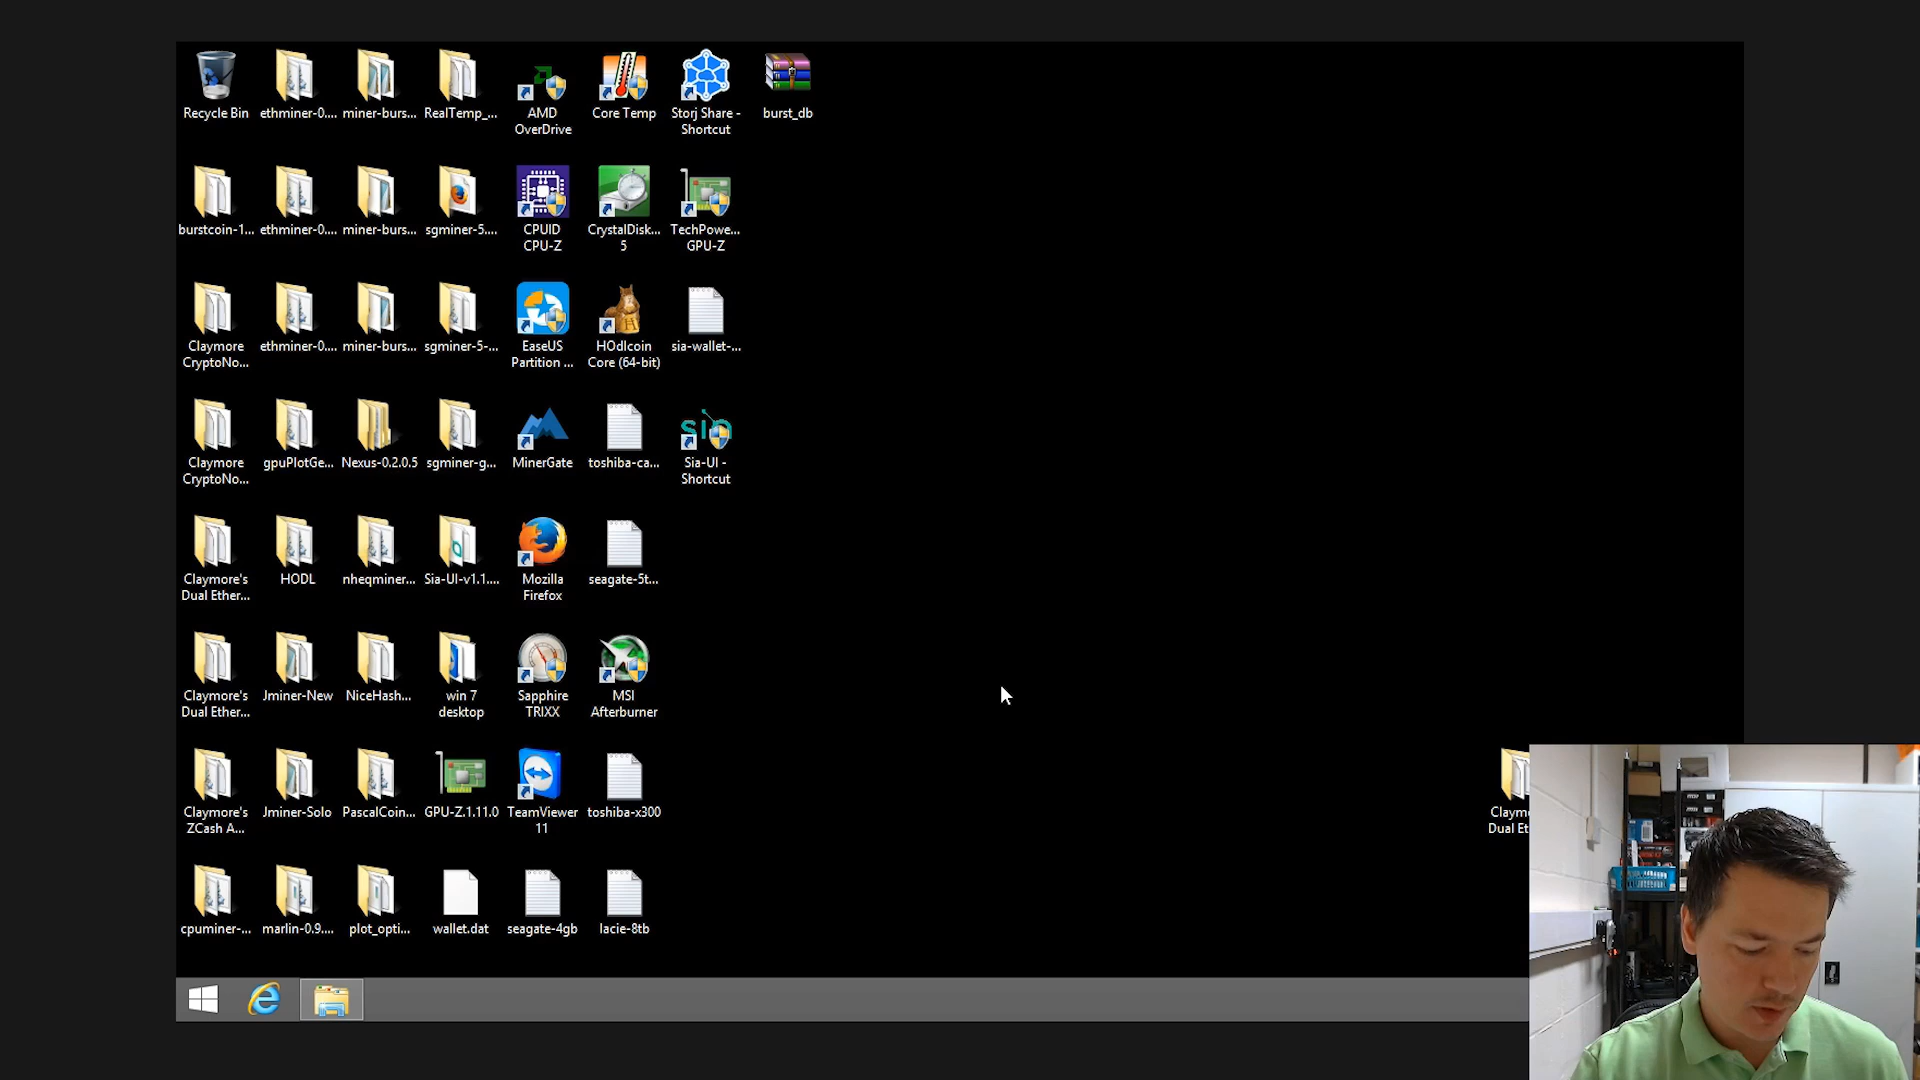 Recycle Bin
ethminer-0....
miner-burs...
RealTemp_...
AMD
OverDrive
Core Temp
Storj Share -
Shortcut
burst_db
burstcoin-1...
ethminer-0....
miner-burs...
sgminer-5....
CPUID
CPU-Z
CrystalDisk...
5
TechPowe...
GPU-Z
Claymore
CryptoNo...
ethminer-0....
miner-burs...
sgminer-5-...
EaseUS
Partition ...
HOdlcoin
Core (64-bit)
sia-wallet-...
Claymore
CryptoNo...
gpuPlotGe...
Nexus-0.2.0.5
sgminer-g...
MinerGate
toshiba-ca...
sia
Sia-UI -
Shortcut
Claymore's
Dual Ether...
HODL
nheqminer...
Sia-UI-v1.1....
Mozilla
Firefox
seagate-5t...
Claymore's
Dual Ether...
Jminer-New
NiceHash...
win 7
desktop
Sapphire
TRIXX
MSI
Afterburner
Claymore's
ZCash A...
Jminer-Solo
PascalCoin...
GPU-Z.1.11.0
TeamViewer
11
toshiba-x300
Claym
Dual Et
cpuminer-...
marlin-0.9....
plot_opti...
wallet.dat
seagate-4gb
lacie-8tb